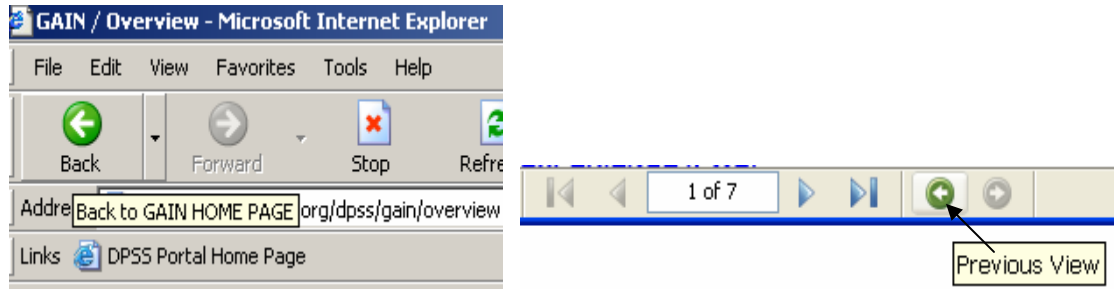 GAIN / Overview - Microsoft Internet Explorer
File Edit View Favorites Tools Help
Back Forward Stop Refre
Addre Back to GAIN HOME PAGE org/dpss/gain/overview
Links DPSS Portal Home Page
1 of 7
Previous View